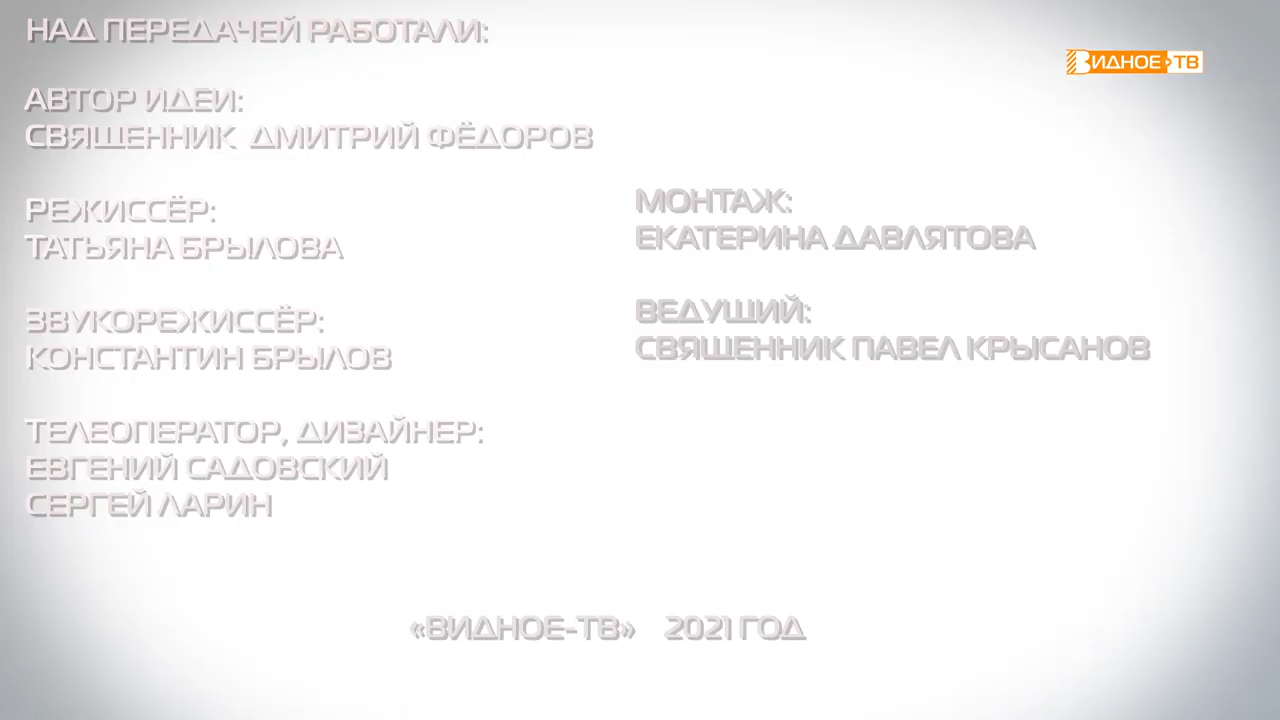 НАД ПЕРЕДАЧЕЙ РАБОТАЛИ:
ВИДНОЕ ТВ
АВТОР ИДЕИ:
СВЯЩЕННИК ДМИТРИЙ ФЁДОРОВ
РЕЖИССЁР:
ТАТЬЯНА БРЫЛОВА
ЗВУКОРЕЖИССЁР:
КОНСТАНТИН БРЫЛОВ
ТЕЛЕОПЕРАТОР, ДИЗАЙНЕР:
ЕВГЕНИЙ САДОВСКИЙ
СЕРГЕЙ ЛАРИН
МОНТАЖ:
ЕКАТЕРИНА ДАВЛЯТОВА
ВЕДУЩИЙ:
СВЯЩЕННИК ПАВЕЛ КРЫСАНОВ
«ВИДНОЕ-ТВ» 2021 ГОД